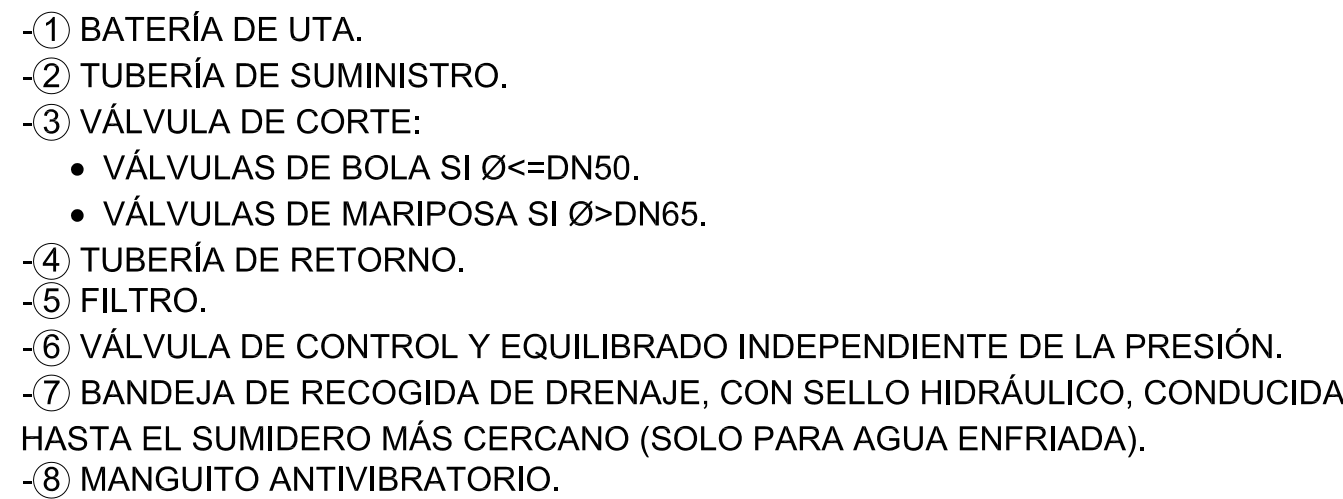 -① BATERÍA DE UTA.
-② TUBERÍA DE SUMINISTRO.
-③ VÁLVULA DE CORTE:
• VÁLVULAS DE BOLA SI Ø<=DN50.
• VÁLVULAS DE MARIPOSA SI Ø>DN65.
-④ TUBERÍA DE RETORNO.
-⑤ FILTRO.
-⑥ VÁLVULA DE CONTROL Y EQUILIBRADO INDEPENDIENTE DE LA PRESIÓN.
-⑦ BANDEJA DE RECOGIDA DE DRENAJE, CON SELLO HIDRÁULICO, CONDUCIDA
HASTA EL SUMIDERO MÁS CERCANO (SOLO PARA AGUA ENFRIADA).
-⑧ MANGUITO ANTIVIBRATORIO.